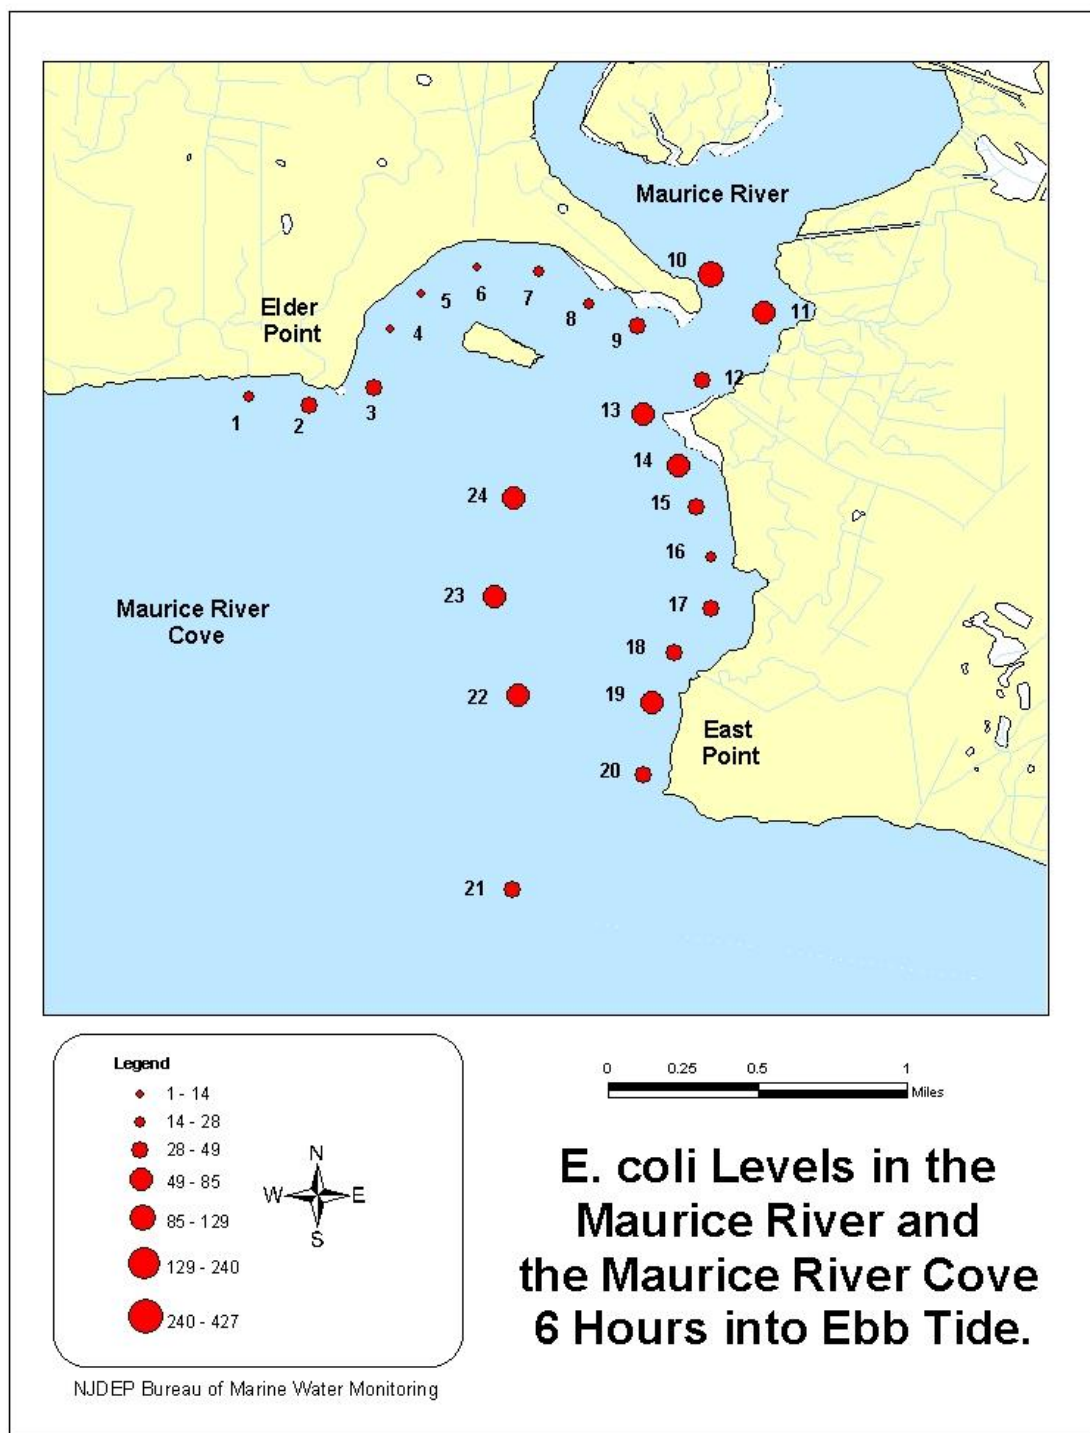 Maurice River
10
6
5
7
11
Elder
Point
8
9
4
12
3
13
1
2
14
24
15
16
23
Maurice River
Cove
17
18
22
19
East
Point
20
21
Legend
1 - 14
14 - 28
28 - 49
49 - 85
85 - 129
129 - 240
240 - 427
N
W
E
S
0
0.25
0.5
1
Miles
E. coli Levels in the
Maurice River and
the Maurice River Cove
6 Hours into Ebb Tide.
NJDEP Bureau of Marine Water Monitoring